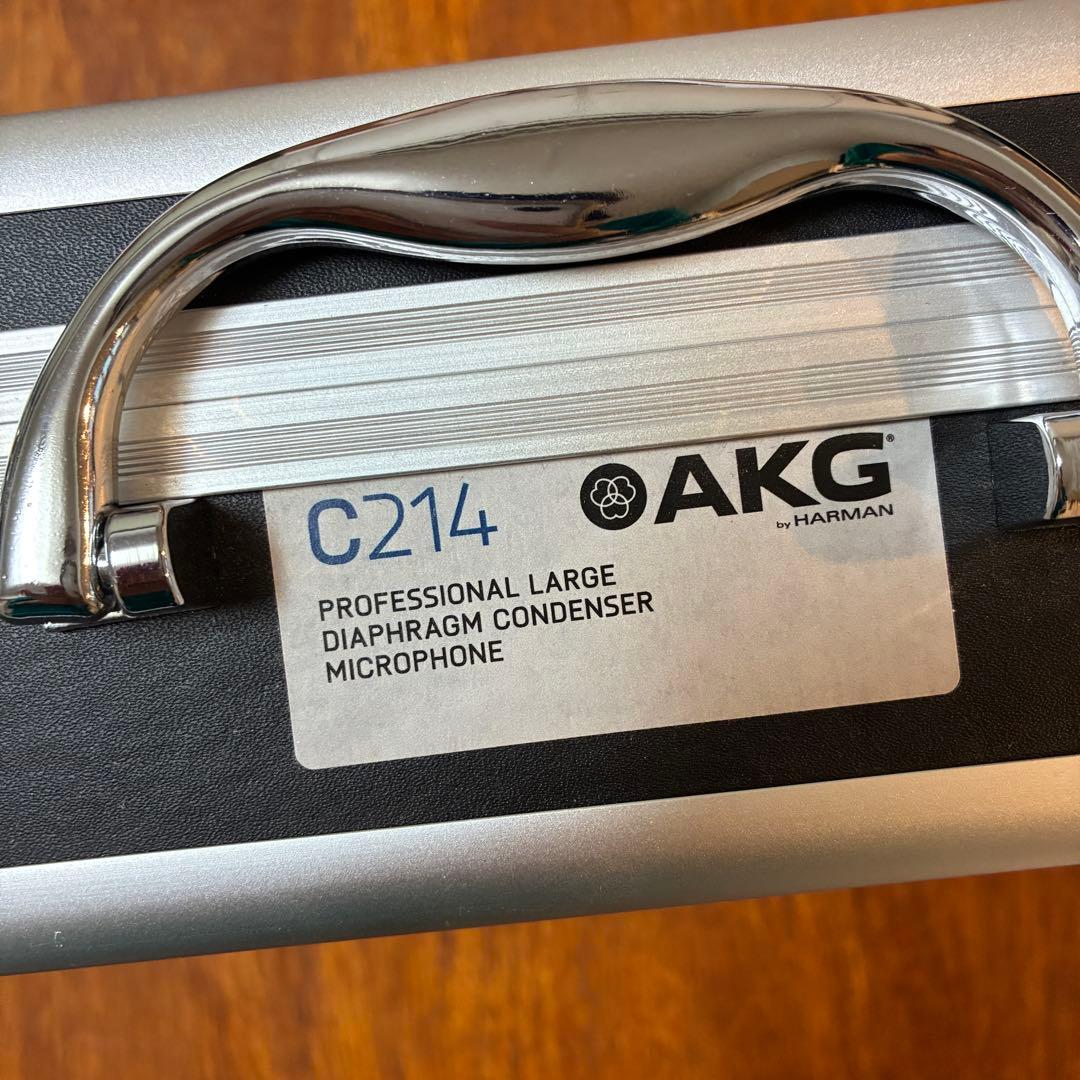 C214
AKG®
by HARMAN
PROFESSIONAL LARGE
DIAPHRAGM CONDENSER
MICROPHONE